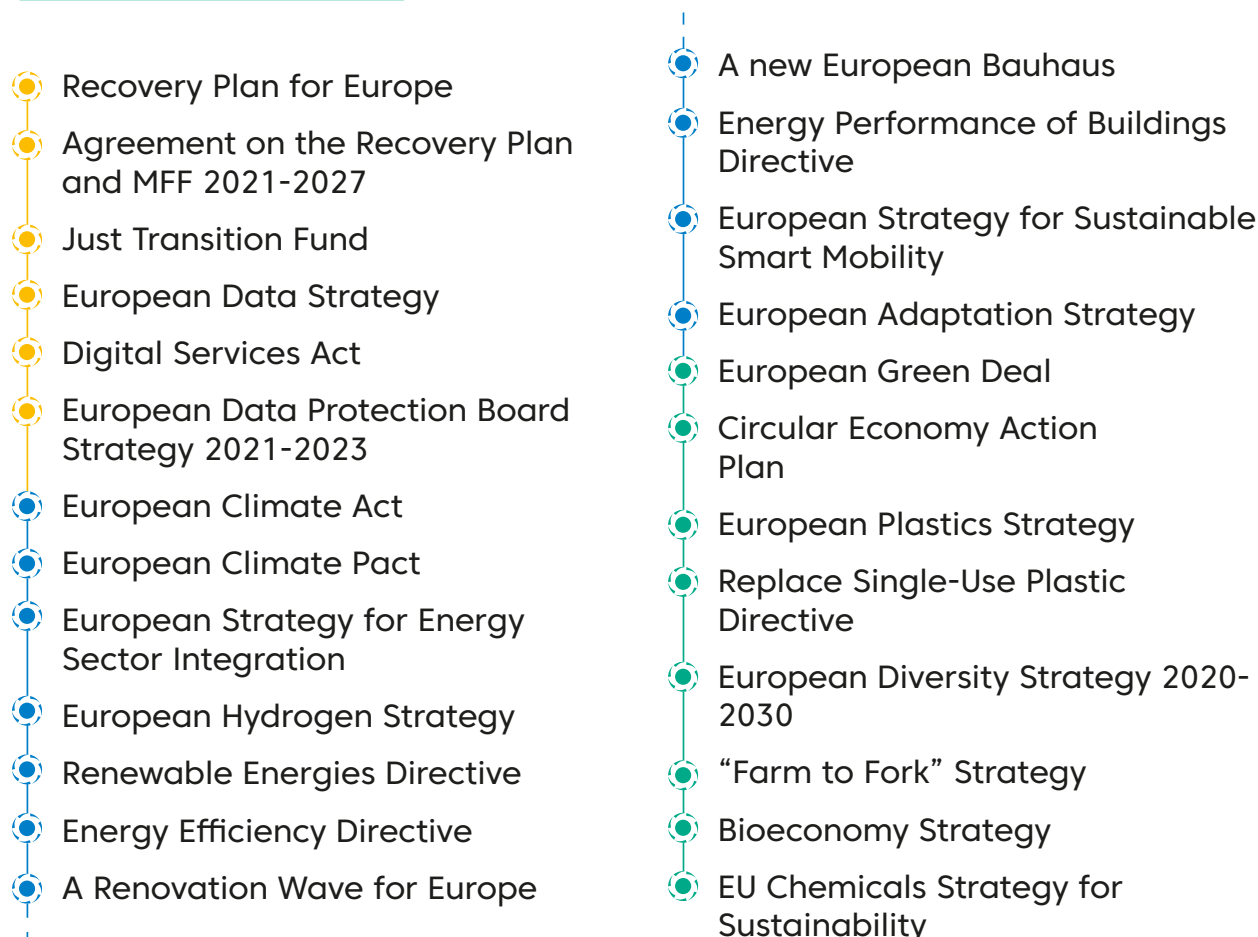 Recovery Plan for Europe
Agreement on the Recovery Plan
and MFF 2021-2027
Just Transition Fund
European Data Strategy
Digital Services Act
European Data Protection Board
Strategy 2021-2023
European Climate Act
European Climate Pact
European Strategy for Energy
Sector Integration
European Hydrogen Strategy
Renewable Energies Directive
Energy Efficiency Directive
A Renovation Wave for Europe
A new European Bauhaus
Energy Performance of Buildings
Directive
European Strategy for Sustainable
Smart Mobility
European Adaptation Strategy
European Green Deal
Circular Economy Action
Plan
European Plastics Strategy
Replace Single-Use Plastic
Directive
European Diversity Strategy 2020-
2030
“Farm to Fork” Strategy
Bioeconomy Strategy
EU Chemicals Strategy for
Sustainability